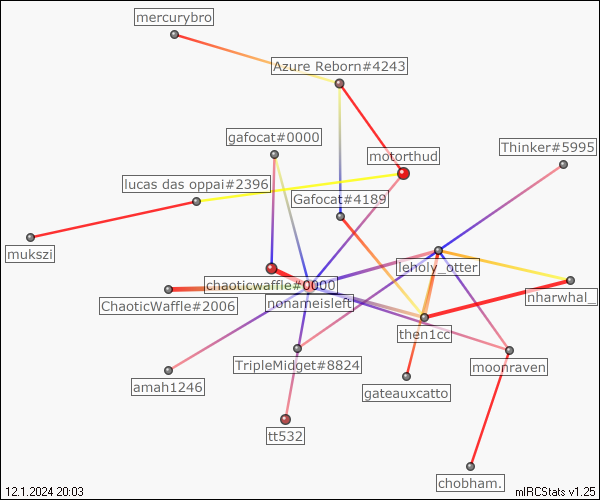 mercurybro
Azure Reborn#4243
gafocat#0000
Thinker#5995
motorthud
lucas das oppai#2396
Gafocat#4189
mukszi
leholy_otter
chaoticwaffle#0000
nharwhal_
ChaoticWaffle#2006
nonameisleft
then1cc
TripleMidget#8824
moonraven
amah1246
gateauxcatto
tt532
chobham.
12.1.2024 20:03
mIRCStats v1.25